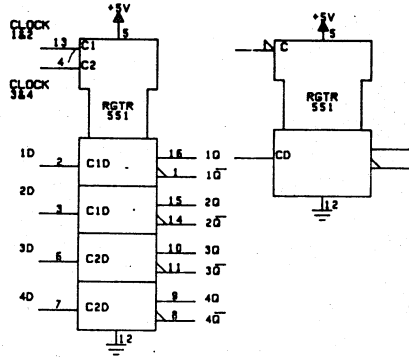 +5V
5
CLOCK
1&2
13 C1
4 C2
CLOCK
3&4
RGTR
551
1D 2 C1D 16 1Q
1 1Q̅
2D 3 C1D 15 2Q
14 2Q̅
3D 6 C2D 10 3Q
11 3Q̅
4D 7 C2D 9 4Q
8 4Q̅
12
+5V
5
C
RGTR
551
CD
12